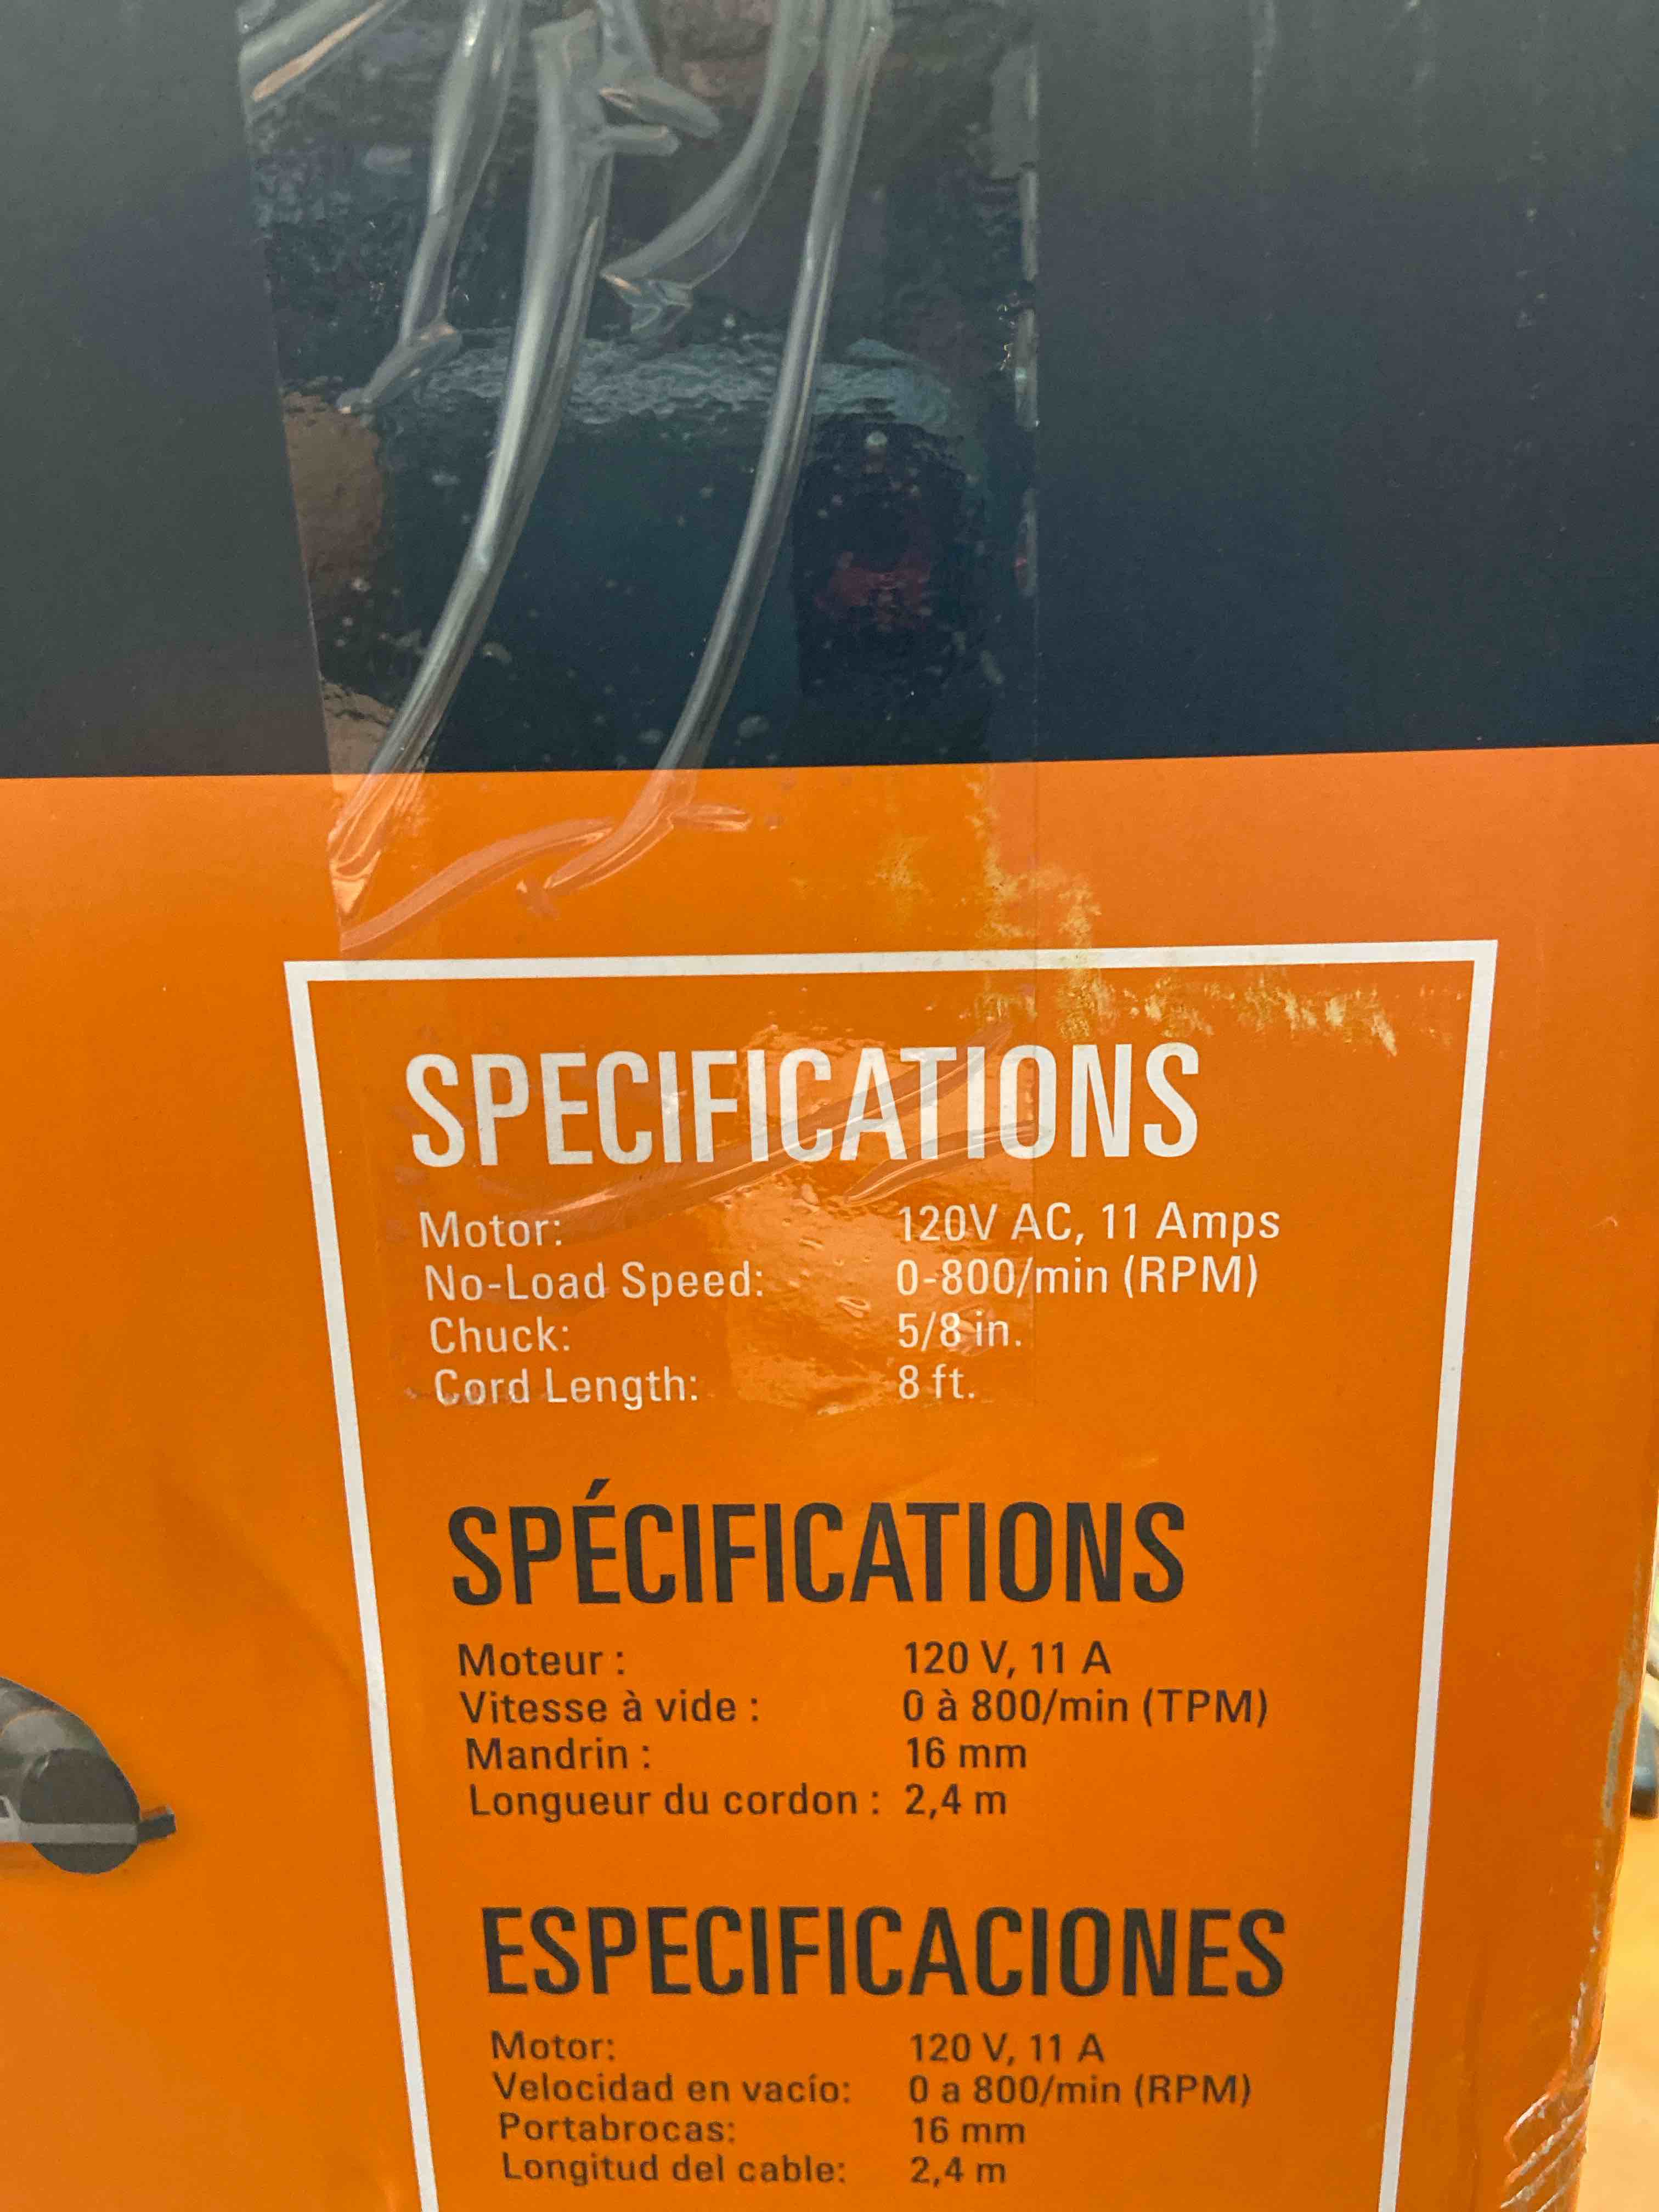 SPECIFICATIONS
Motor: 120V AC, 11 Amps
No-Load Speed: 0-800/min (RPM)
Chuck: 5/8 in.
Cord Length: 8 ft.
SPÉCIFICATIONS
Moteur : 120 V, 11 A
Vitesse à vide : 0 à 800/min (TPM)
Mandrin : 16 mm
Longueur du cordon : 2,4 m
ESPECIFICACIONES
Motor: 120 V, 11 A
Velocidad en vacío: 0 a 800/min (RPM)
Portabrocas: 16 mm
Longitud del cable: 2,4 m